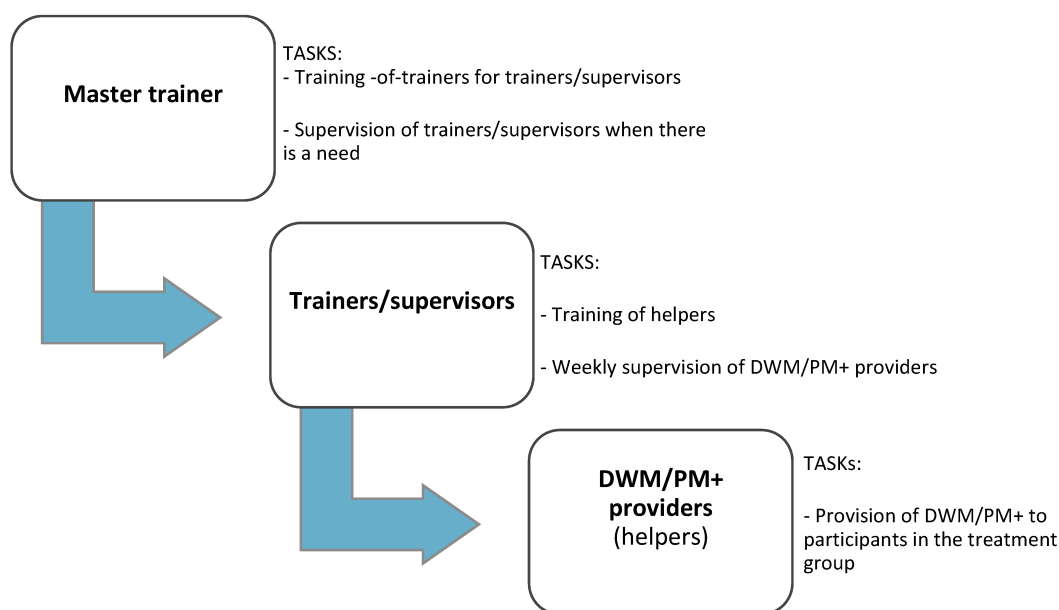 Master trainer
TASKS:
- Training -of-trainers for trainers/supervisors
- Supervision of trainers/supervisors when there
is a need
Trainers/supervisors
TASKS:
- Training of helpers
- Weekly supervision of DWM/PM+ providers
DWM/PM+
providers
(helpers)
TASKs:
- Provision of DWM/PM+ to
participants in the treatment
group